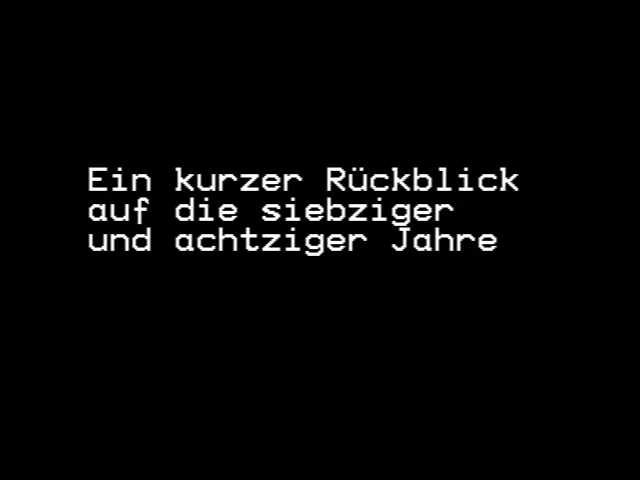 Ein kurzer Rückblick
auf die siebziger
und achtziger Jahre